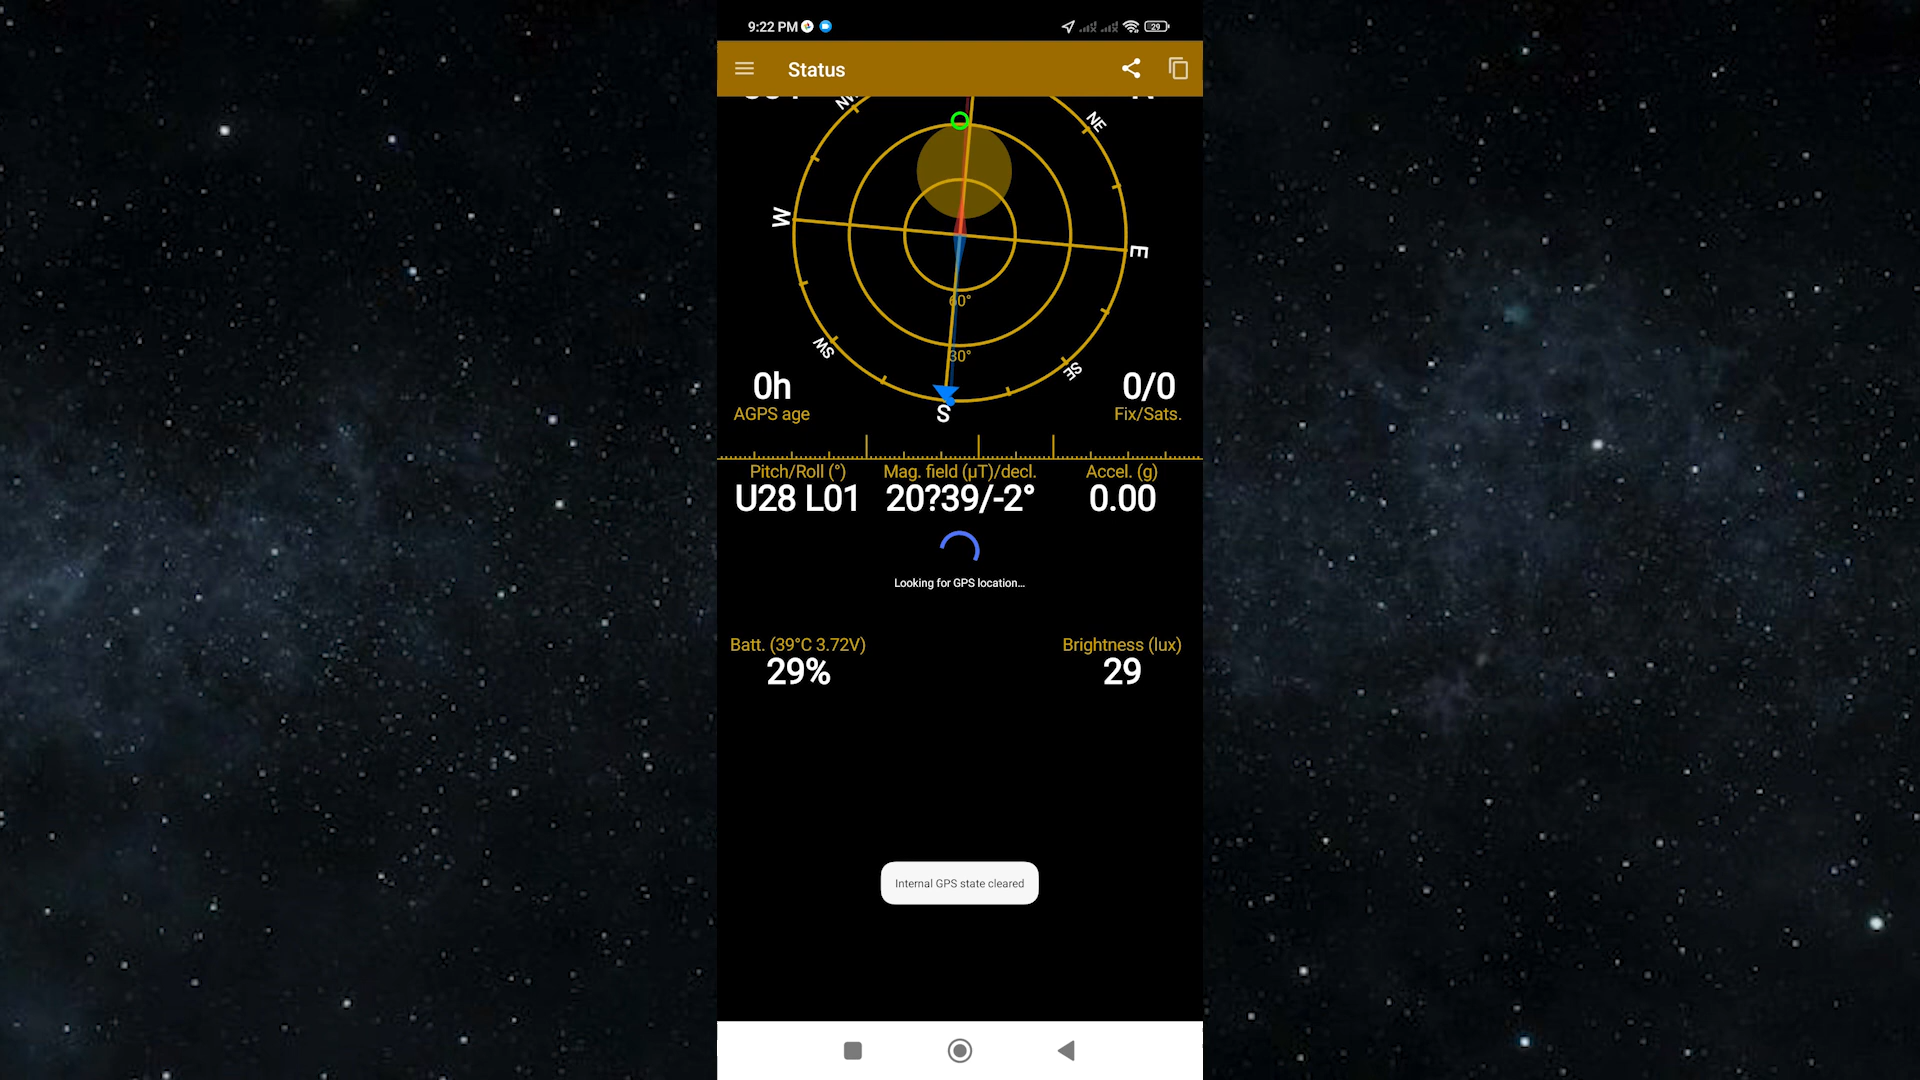 9:22 PM
29
Status
NW
NE
W
E
60°
30°
SW
SE
S
0h
AGPS age
0/0
Fix/Sats.
Pitch/Roll (°)
Mag. field (µT)/decl.
Accel. (g)
U28 L01
20?39/-2°
0.00
Looking for GPS location...
Batt. (39°C 3.72V)
Brightness (lux)
29%
29
Internal GPS state cleared